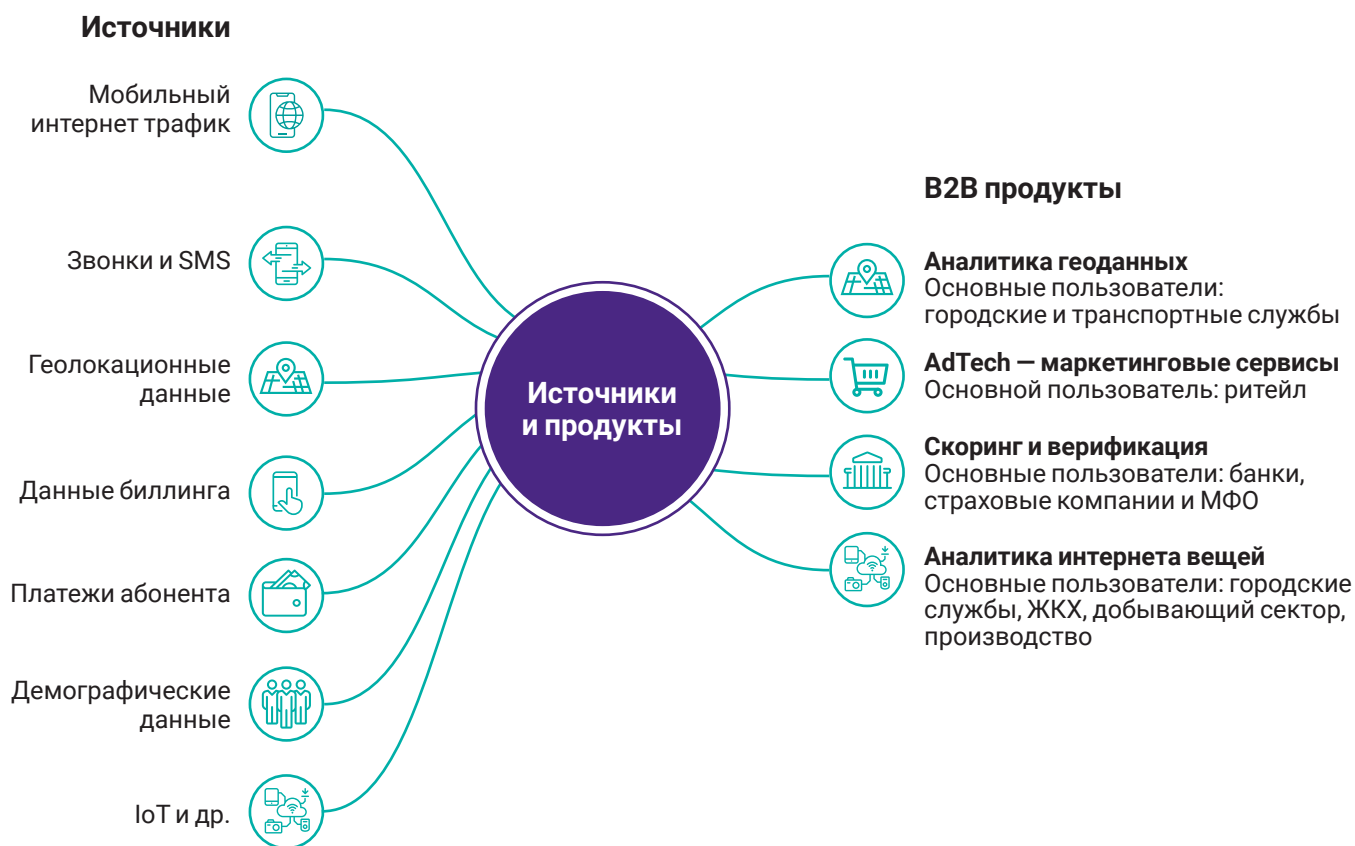 Источники
Мобильный
интернет трафик
Звонки и SMS
Геолокационные
данные
Данные биллинга
Платежи абонента
Демографические
данные
IoT и др.
Источники
и продукты
B2B продукты
Аналитика геоданных
Основные пользователи:
городские и транспортные службы
AdTech — маркетинговые сервисы
Основной пользователь: ритейл
Скоринг и верификация
Основные пользователи: банки,
страховые компании и МФО
Аналитика интернета вещей
Основные пользователи: городские
службы, ЖКХ, добывающий сектор,
производство